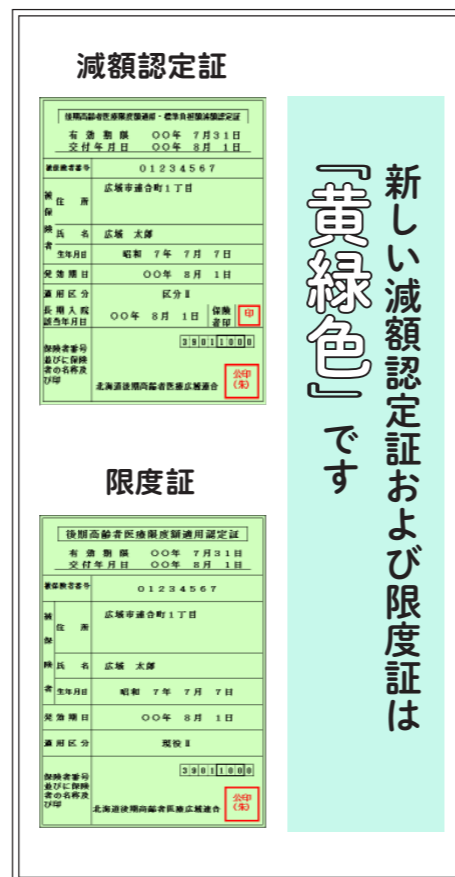 減額認定証
後期高齢者医療限度額適用・標準負担額減額認定証
有効期限 〇〇年 7月31日
交付年月日 〇〇年 8月 1日
被保険者番号 01234567
被保険者
住所 広域市連合町1丁目
氏名 広域 太郎
生年月日 昭和 7年 7月 7日
発効期日 〇〇年 8月 1日
適用区分 区分Ⅱ
長期入院該当年月日 〇〇年 8月 1日 保険者印 印
保険者番号並びに保険者の名称及び印
39011000
北海道後期高齢者医療広域連合
公印(朱)
限度証
後期高齢者医療限度額適用認定証
有効期限 〇〇年 7月31日
交付年月日 〇〇年 8月 1日
被保険者番号 01234567
被保険者
住所 広域市連合町1丁目
氏名 広域 太郎
生年月日 昭和 7年 7月 7日
発効期日 〇〇年 8月 1日
適用区分 現役Ⅱ
保険者番号並びに保険者の名称及び印
39011000
北海道後期高齢者医療広域連合
公印(朱)
新しい減額認定証および限度証は
『黄緑色』です